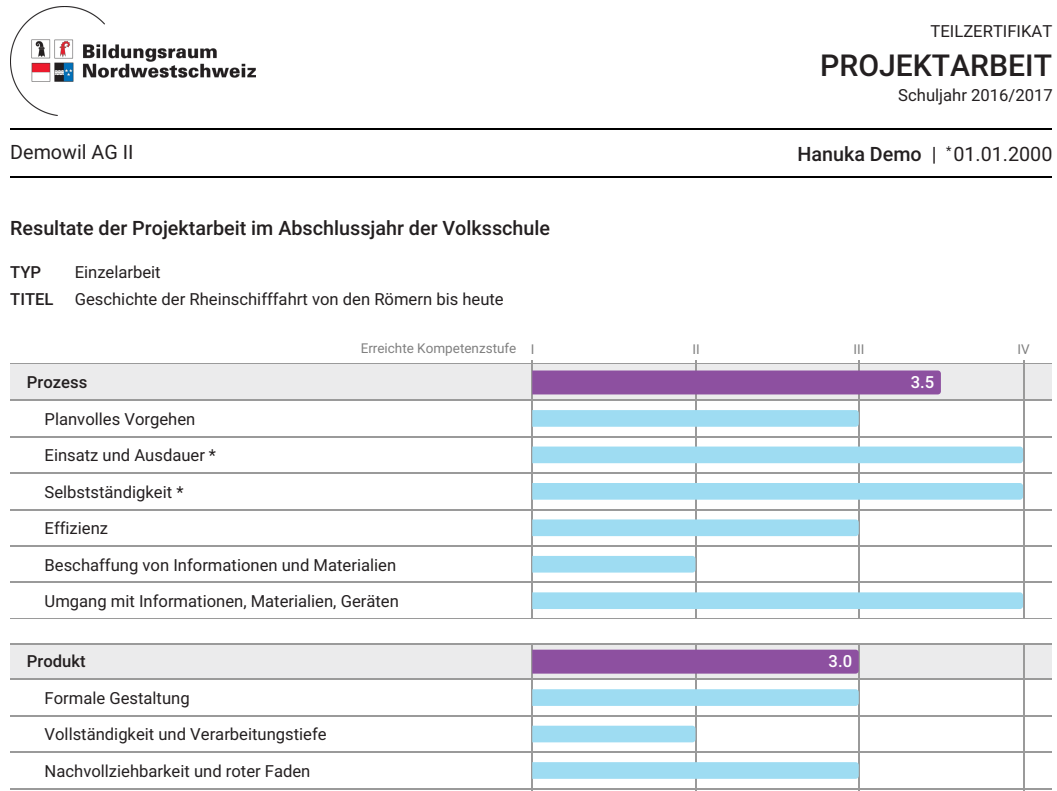 Bildungsraum
Nordwestschweiz
TEILZERTIFIKAT
PROJEKTARBEIT
Schuljahr 2016/2017
Demowil AG II
Hanuka Demo | *01.01.2000
Resultate der Projektarbeit im Abschlussjahr der Volksschule
TYP Einzelarbeit
TITEL Geschichte der Rheinschifffahrt von den Römern bis heute
Erreichte Kompetenzstufe I II III IV
Prozess 3.5
Planvolles Vorgehen
Einsatz und Ausdauer *
Selbstständigkeit *
Effizienz
Beschaffung von Informationen und Materialien
Umgang mit Informationen, Materialien, Geräten
Produkt 3.0
Formale Gestaltung
Vollständigkeit und Verarbeitungstiefe
Nachvollziehbarkeit und roter Faden